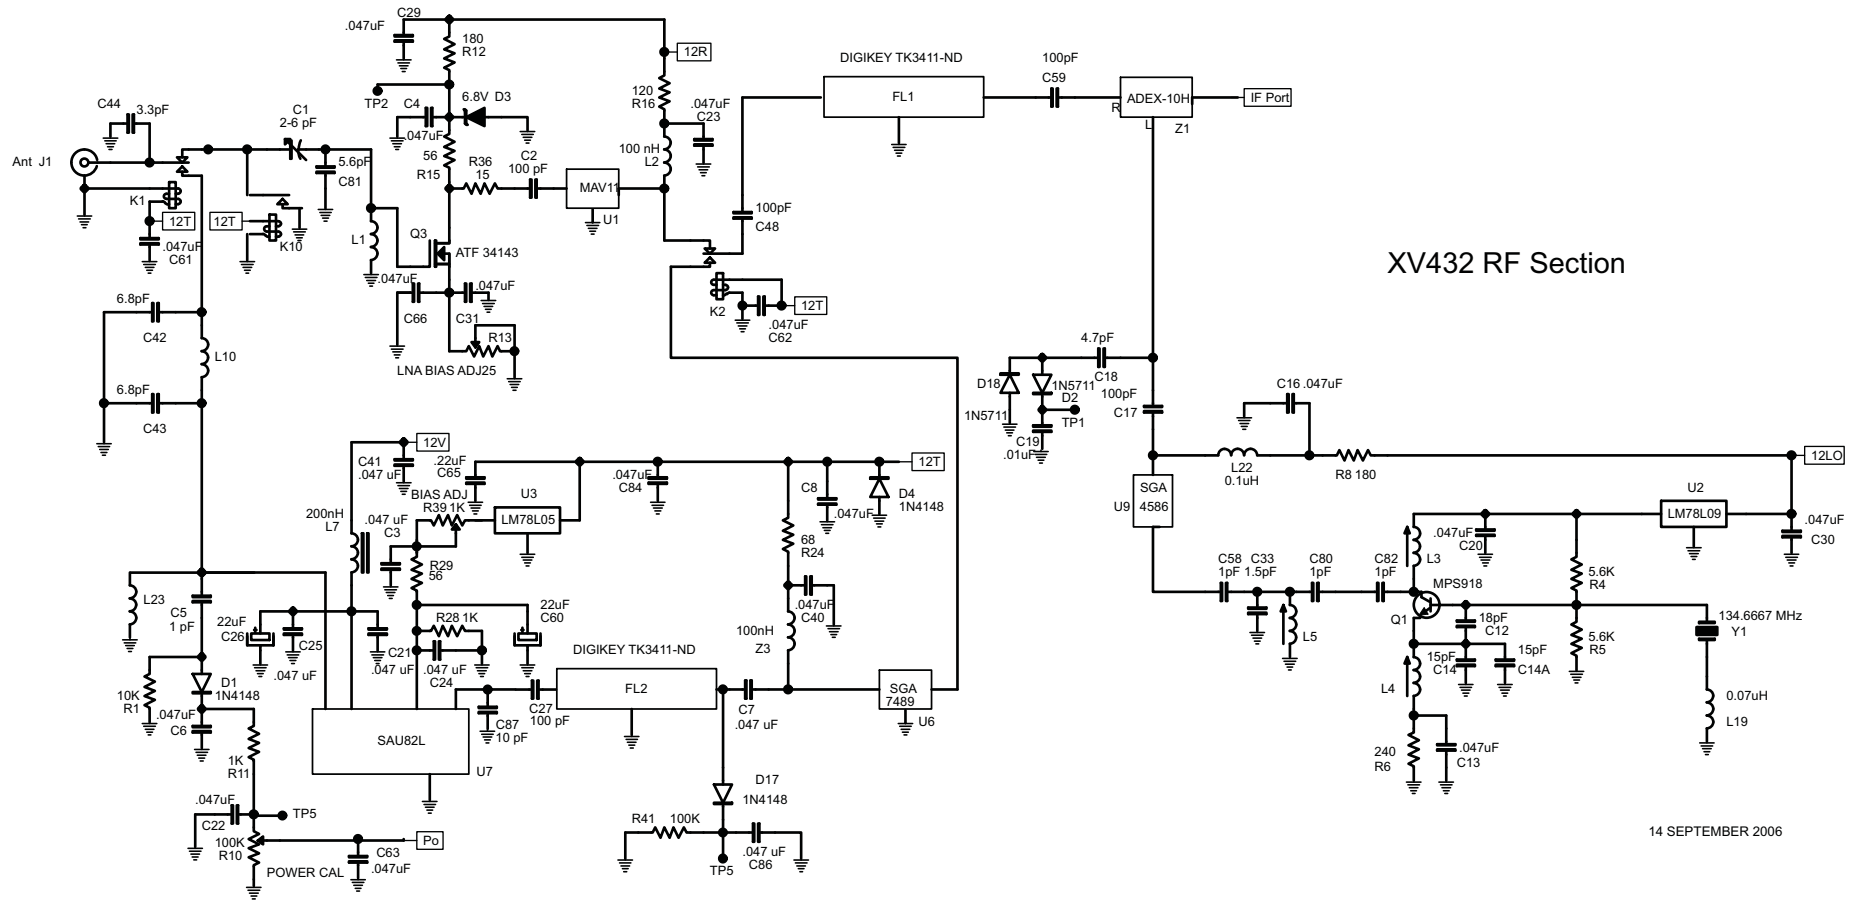 XV432 RF Section
14 SEPTEMBER 2006
Ant J1
C44
3.3pF
C1
2-6 pF
5.6pF
C81
K1
12T
.047uF
C61
12T
K10
L1
C29
.047uF
180
R12
TP2
C4
.047uF
6.8V D3
56
R15
R36
15
C2
100 pF
MAV11
U1
Q3
ATF 34143
.047uF
C66
.047uF
C31
R13
LNA BIAS ADJ25
12R
120
R16
.047uF
C23
100 nH
L2
100pF
C48
K2
.047uF
C62
12T
DIGIKEY TK3411-ND
FL1
100pF
C59
ADEX-10H
R
L
Z1
IF Port
6.8pF
C42
L10
6.8pF
C43
12V
C41
.047 uF
200nH
L7
.22uF
C65
BIAS ADJ
R39 1K
.047 uF
C3
U3
LM78L05
R29
56
.047uF
C84
C8
.047uF
D4
1N4148
12T
68
R24
.047uF
C40
100nH
Z3
L23
C5
1 pF
22uF
C26
C25
.047 uF
C21
.047 uF
R28 1K
.047 uF
C24
22uF
C60
10K
R1
D1
1N4148
.047uF
C6
1K
R11
SAU82L
U7
C87
10 pF
C27
100 pF
DIGIKEY TK3411-ND
FL2
C7
.047 uF
SGA
7489
U6
D17
1N4148
R41 100K
.047 uF
C86
TP5
.047uF
C22
TP5
100K
R10
POWER CAL
C63
.047uF
Po
D18
1N5711
1N5711
D2
TP1
C19
.01uF
4.7pF
C18
100pF
C17
C16 .047uF
L22
0.1uH
R8 180
12LO
U9
SGA
4586
U2
LM78L09
.047uF
C30
.047uF
C20
L3
MPS918
Q1
C58
1pF
C33
1.5pF
C80
1pF
C82
1pF
L5
5.6K
R4
5.6K
R5
18pF
C12
15pF
C14
15pF
C14A
L4
240
R6
.047uF
C13
134.6667 MHz
Y1
0.07uH
L19